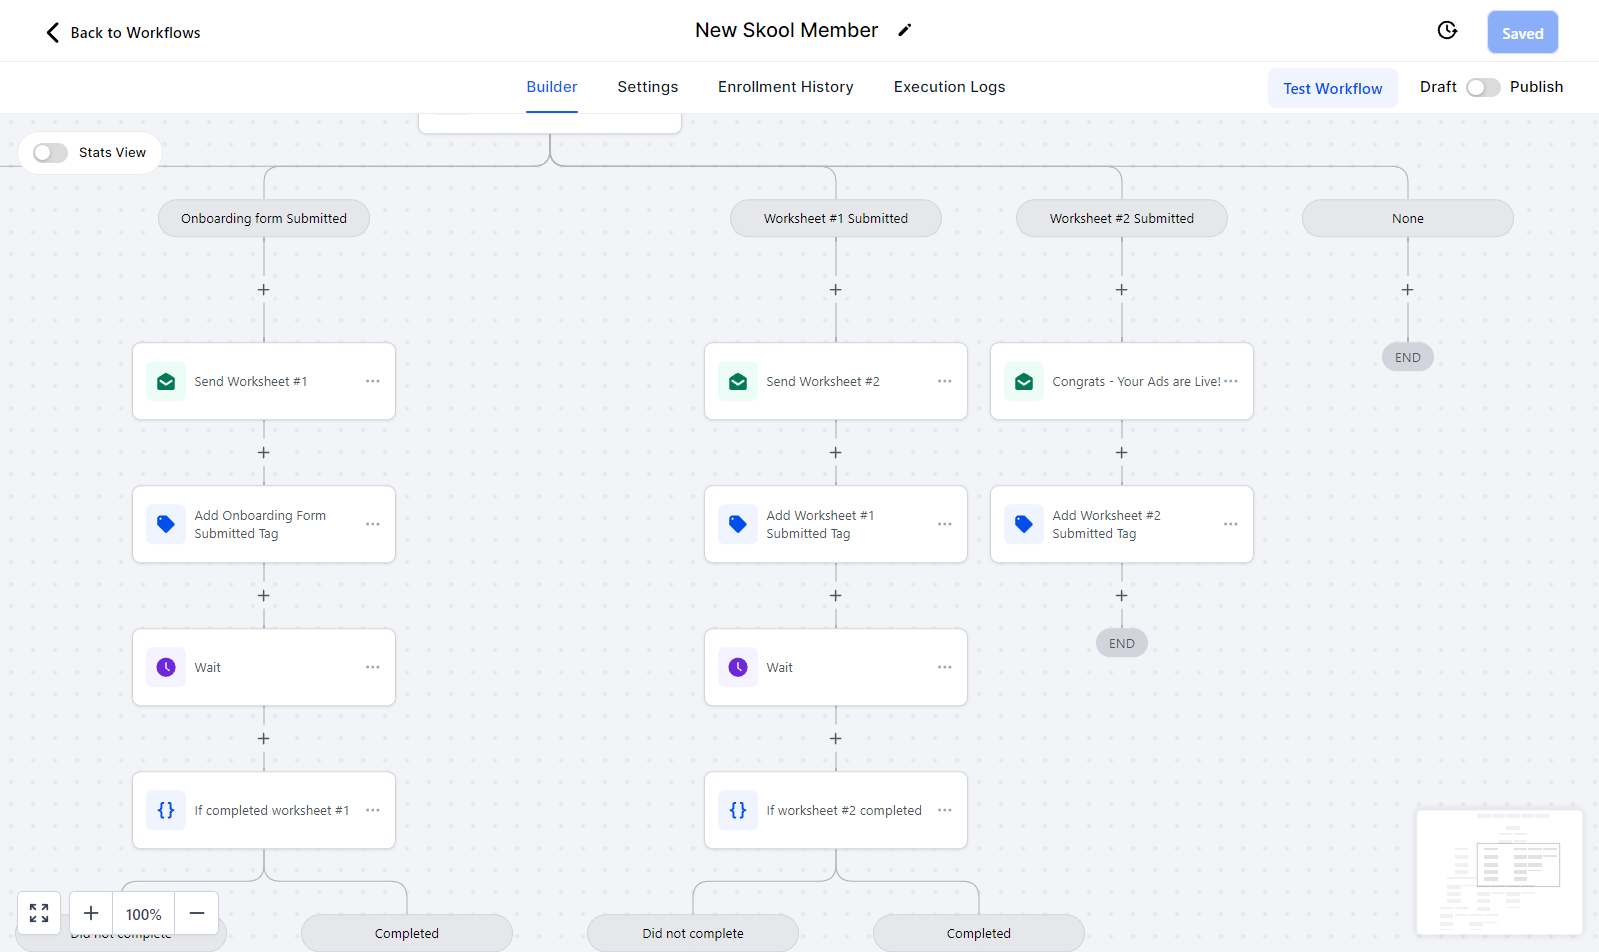 Back to Workflows
New Skool Member
Saved
Builder
Settings
Enrollment History
Execution Logs
Test Workflow
Draft
Publish
Stats View
Onboarding form Submitted
Worksheet #1 Submitted
Worksheet #2 Submitted
None
Send Worksheet #1
Send Worksheet #2
Congrats - Your Ads are Live!
END
Add Onboarding Form
Submitted Tag
Add Worksheet #1
Submitted Tag
Add Worksheet #2
Submitted Tag
Wait
Wait
END
If completed worksheet #1
If worksheet #2 completed
100%
Did not complete
Completed
Did not complete
Completed